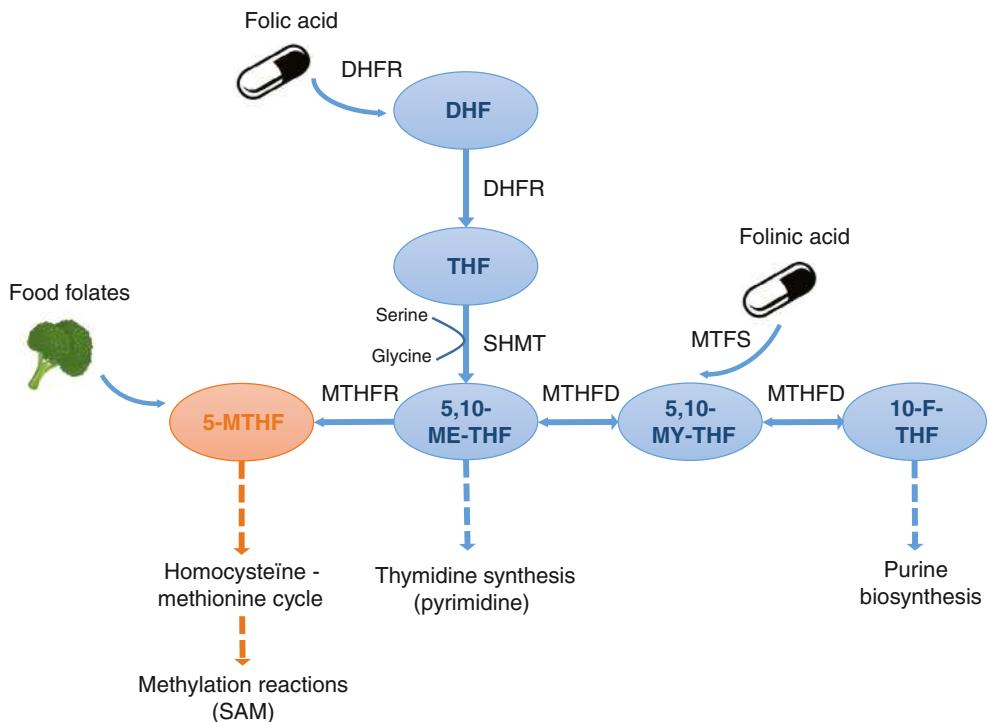 Folic acid
DHFR
DHF
DHFR
THF
Folinic acid
Food folates
Serine
Glycine
SHMT
MTFS
MTHFR
MTHFD
MTHFD
5-MTHF
5,10-
ME-THF
5,10-
MY-THF
10-F-
THF
Homocysteïne -
methionine cycle
Thymidine synthesis
(pyrimidine)
Purine
biosynthesis
Methylation reactions
(SAM)